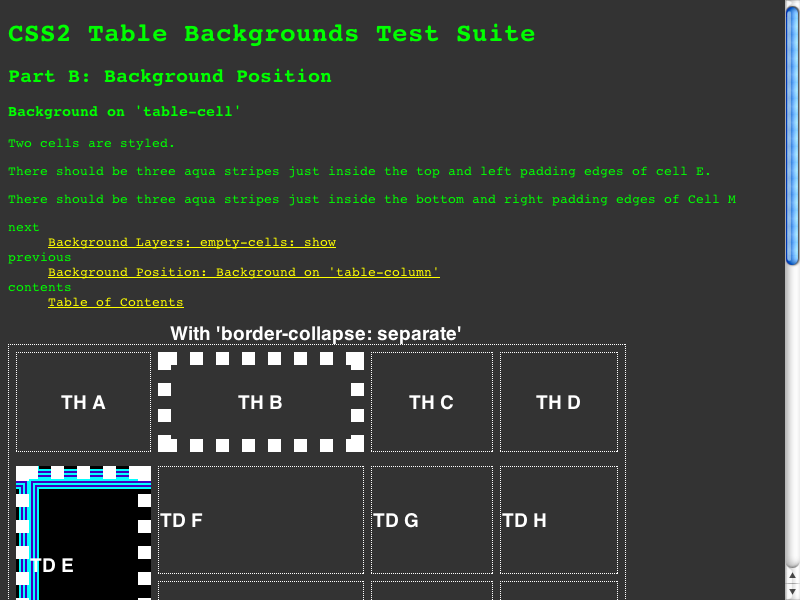 CSS2 Table Backgrounds Test Suite
Part B: Background Position
Background on 'table-cell'
Two cells are styled.
There should be three aqua stripes just inside the top and left padding edges of cell E.
There should be three aqua stripes just inside the bottom and right padding edges of Cell M
next
Background Layers: empty-cells: show
previous
Background Position: Background on 'table-column'
contents
Table of Contents
With 'border-collapse: separate'
TH A TH B TH C TH D
TD F TD G TD H
TD E